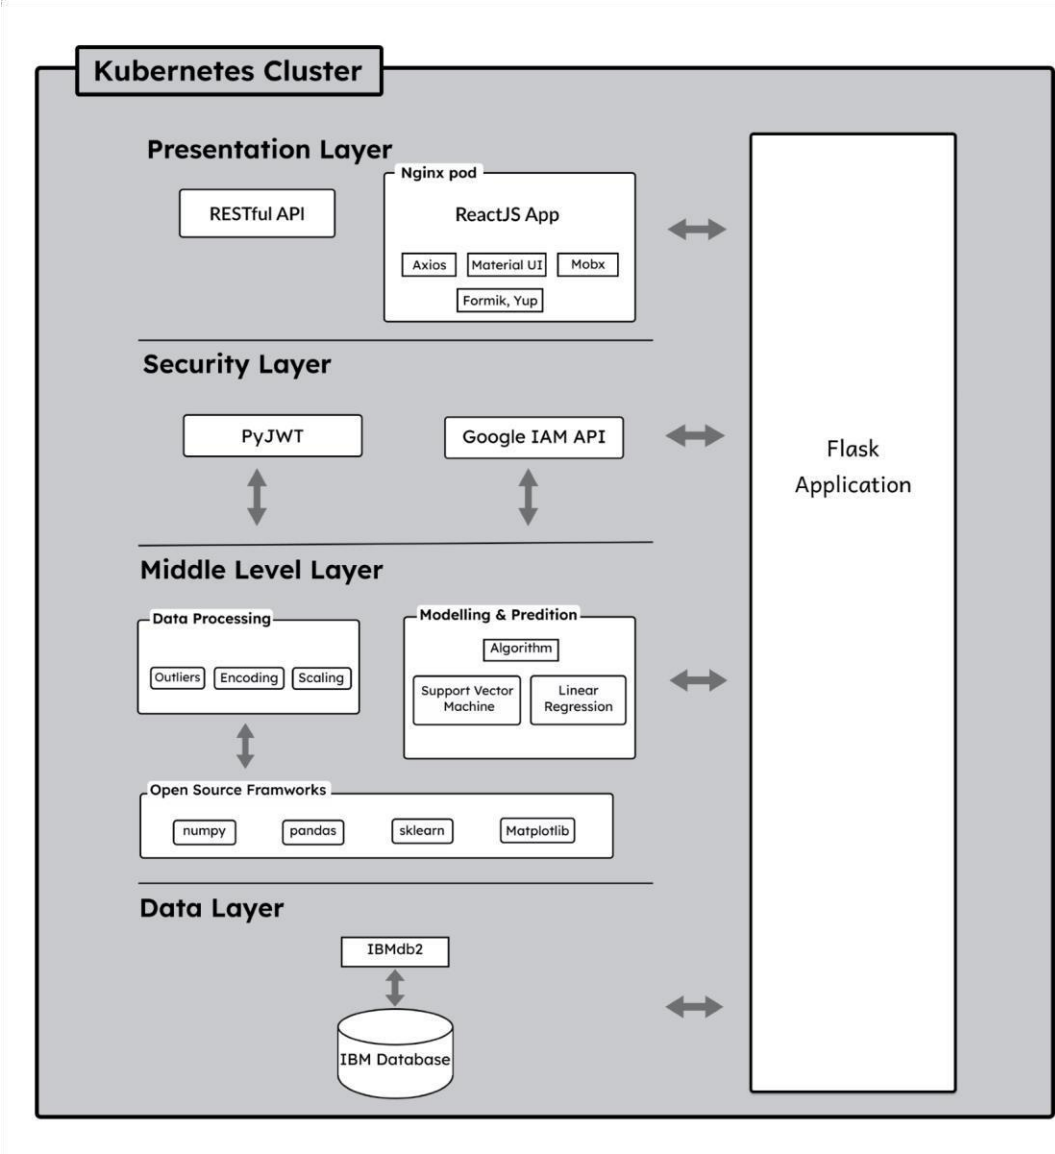 Kubernetes Cluster
Presentation Layer
RESTful API
Nginx pod
ReactJS App
Axios
Material UI
Mobx
Formik, Yup
Security Layer
PyJWT
Google IAM API
Flask
Application
Middle Level Layer
Data Processing
Outliers
Encoding
Scaling
Modelling & Predition
Algorithm
Support Vector
Machine
Linear
Regression
Open Source Framworks
numpy
pandas
sklearn
Matplotlib
Data Layer
IBMdb2
IBM Database